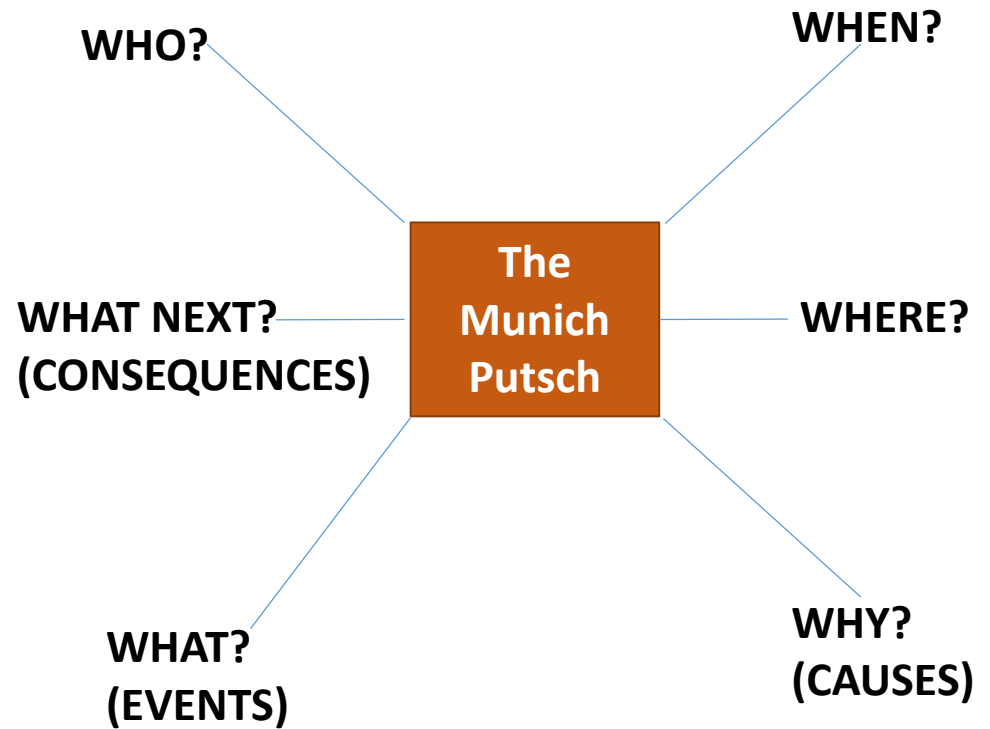 WHO?
WHEN?
The
Munich
Putsch
WHAT NEXT?
(CONSEQUENCES)
WHERE?
WHAT?
(EVENTS)
WHY?
(CAUSES)